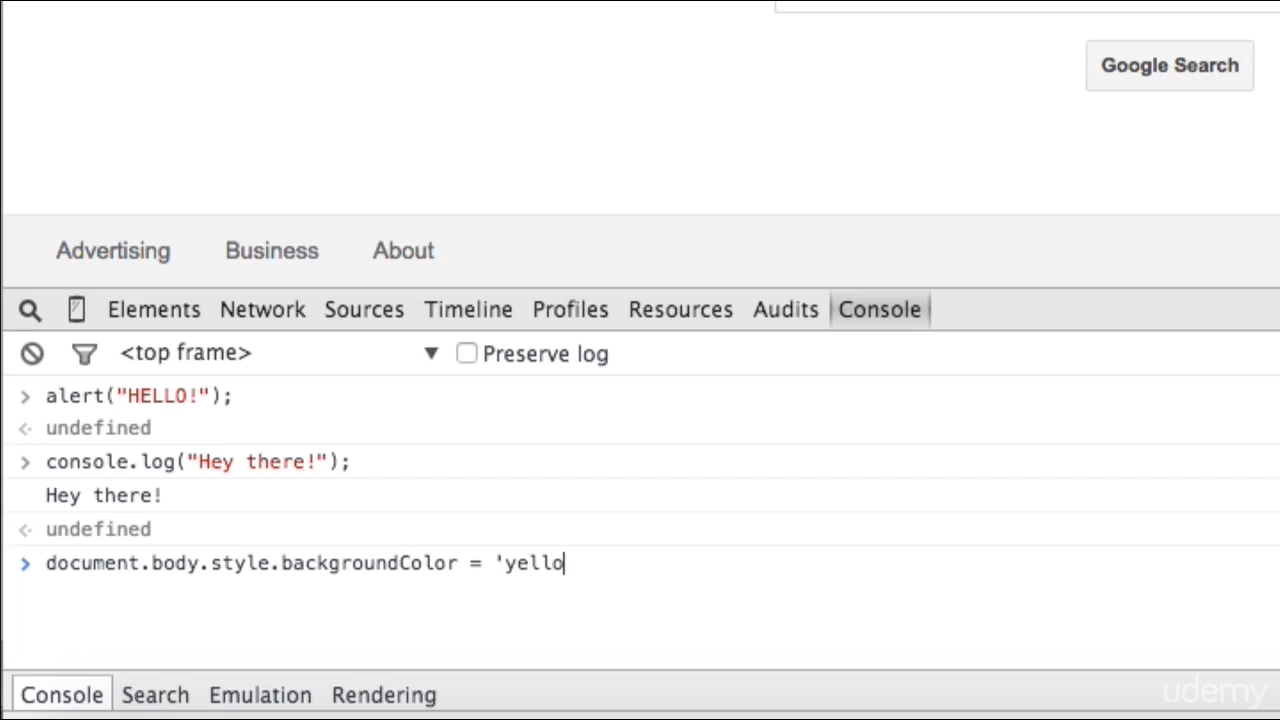 Google Search
Advertising Business About
Elements Network Sources Timeline Profiles Resources Audits Console
<top frame> ▼ Preserve log
> alert("HELLO!");
undefined
> console.log("Hey there!");
Hey there!
undefined
> document.body.style.backgroundColor = 'yello
Console Search Emulation Rendering
udemy